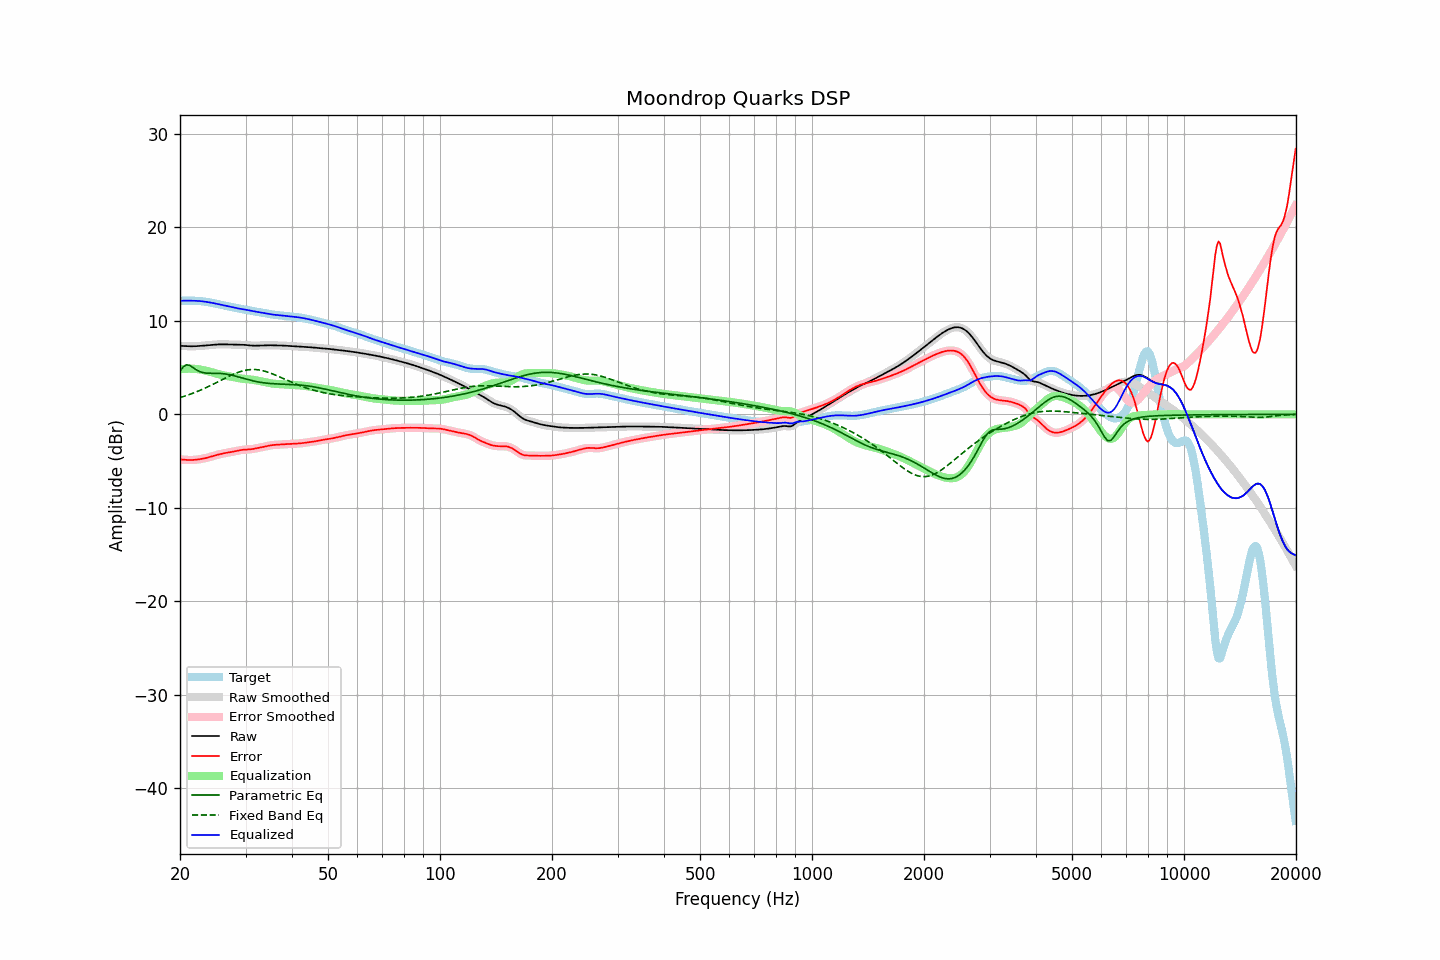 Moondrop Quarks DSP
Amplitude (dBr)
30
20
10
0
−10
−20
−30
−40
Target
Raw Smoothed
Error Smoothed
Raw
Error
Equalization
Parametric Eq
Fixed Band Eq
Equalized
20 50 100 200 500 1000 2000 5000 10000 20000
Frequency (Hz)